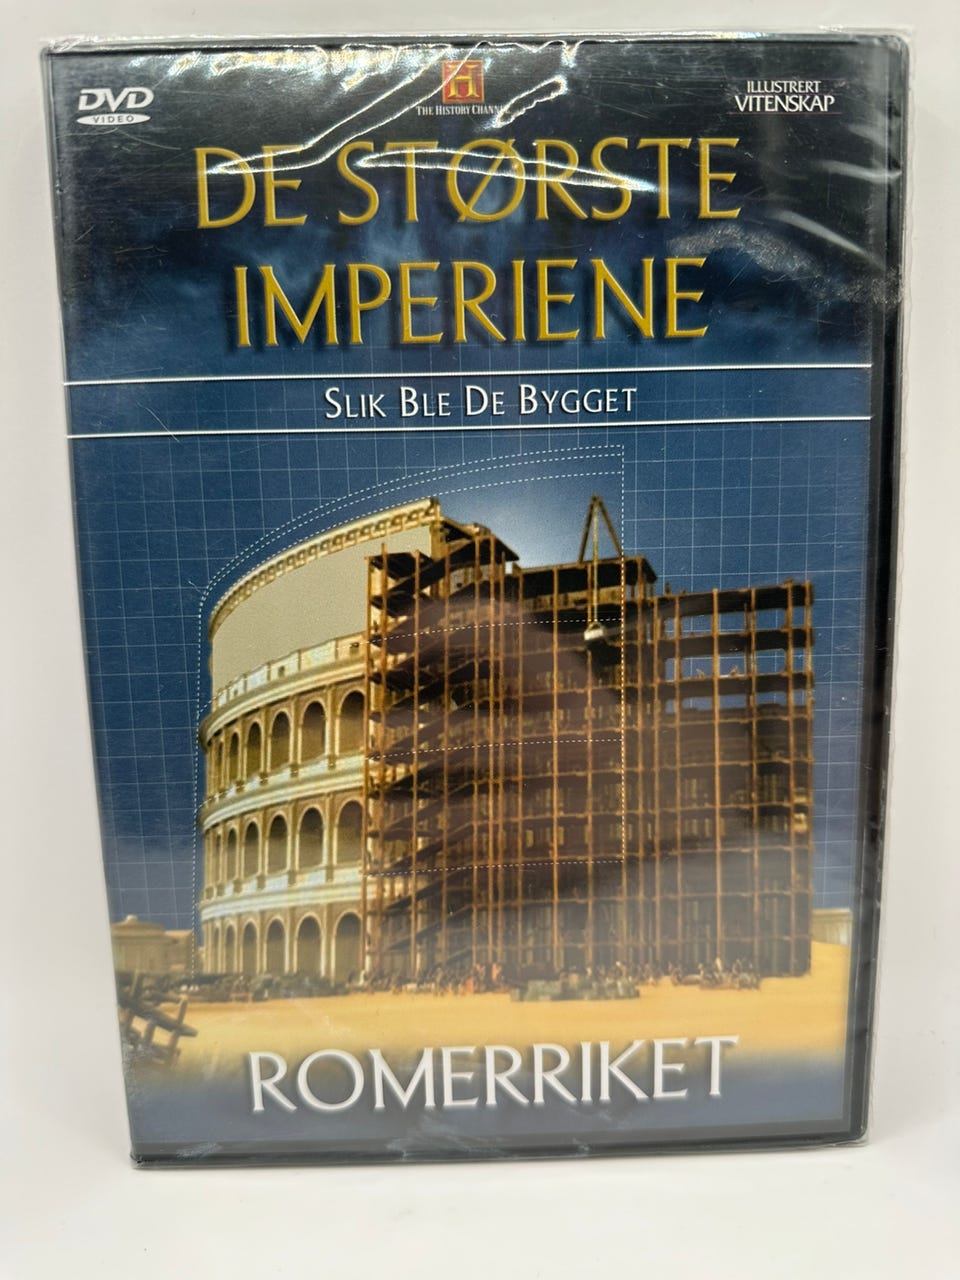 DVD
VIDEO
H
THE HISTORY CHANNEL
ILLUSTRERT
VITENSKAP
DE STØRSTE
IMPERIENE
SLIK BLE DE BYGGET
ROMERRIKET